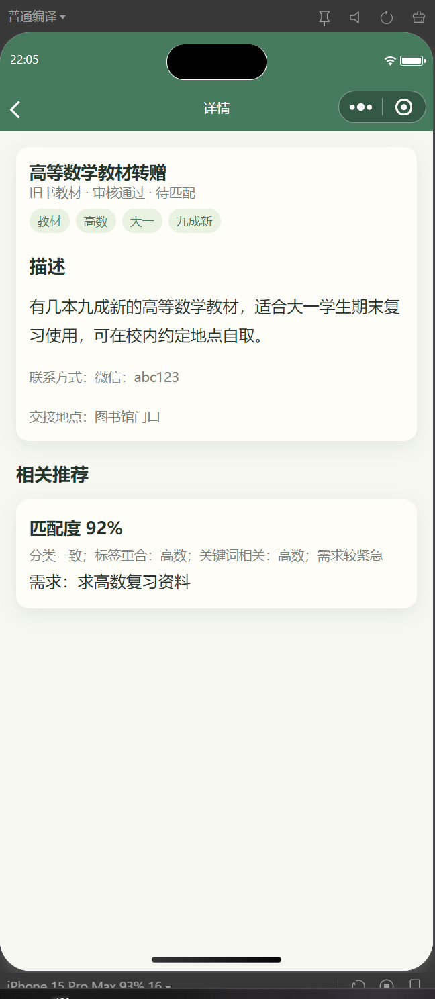 普通编译
22:05
详情
高等数学教材转赠
旧书教材 · 审核通过 · 待匹配
教材 高数 大一 九成新
描述
有几本九成新的高等数学教材，适合大一学生期末复
习使用，可在校内约定地点自取。
联系方式：微信：abc123
交接地点：图书馆门口
相关推荐
匹配度 92%
分类一致；标签重合：高数；关键词相关：高数；需求较紧急
需求：求高数复习资料
iPhone 15 Pro Max 93% 16